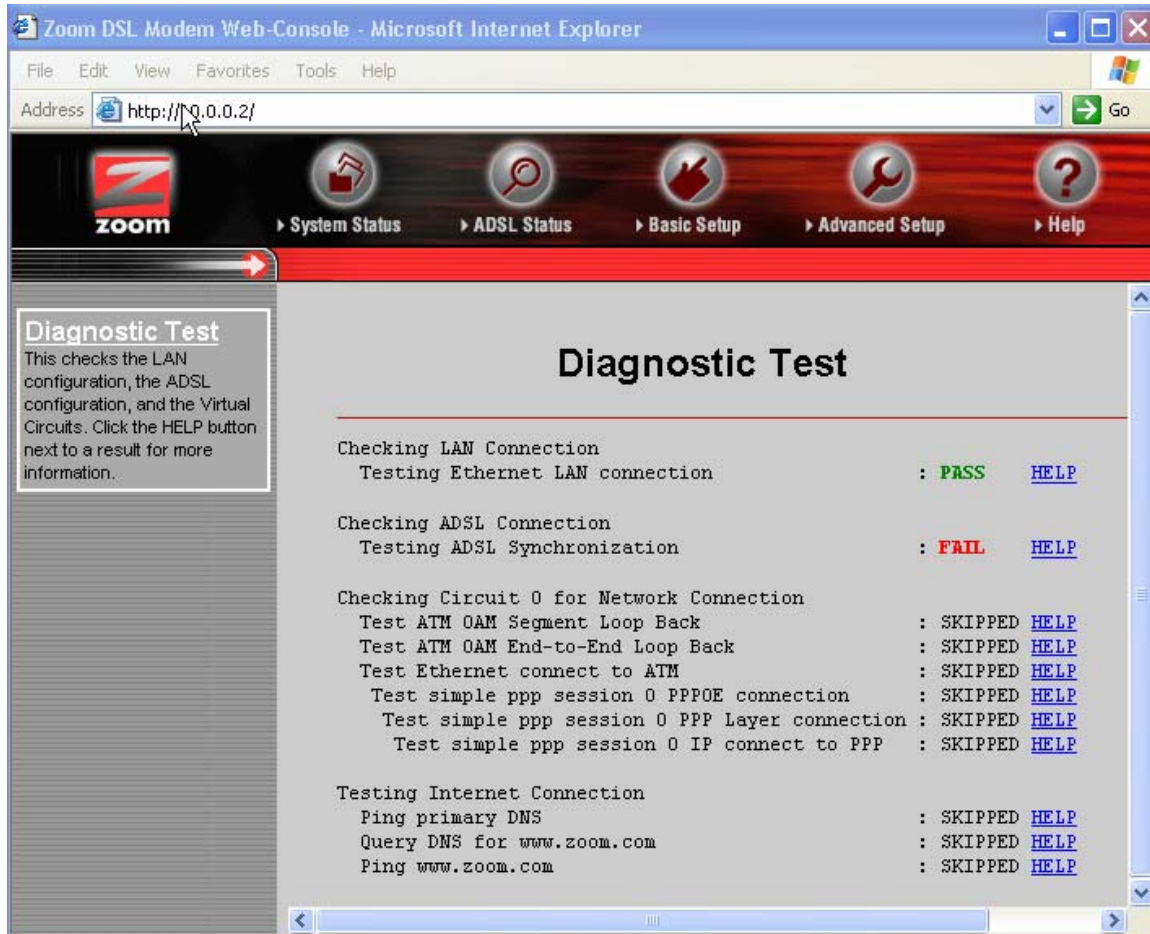 Zoom DSL Modem Web-Console - Microsoft Internet Explorer
File Edit View Favorites Tools Help
Address http://10.0.0.2/ Go
zoom System Status ADSL Status Basic Setup Advanced Setup Help
Diagnostic Test
This checks the LAN
configuration, the ADSL
configuration, and the Virtual
Circuits. Click the HELP button
next to a result for more
information.
Diagnostic Test
Checking LAN Connection
Testing Ethernet LAN connection : PASS HELP
Checking ADSL Connection
Testing ADSL Synchronization : FAIL HELP
Checking Circuit 0 for Network Connection
Test ATM OAM Segment Loop Back : SKIPPED HELP
Test ATM OAM End-to-End Loop Back : SKIPPED HELP
Test Ethernet connect to ATM : SKIPPED HELP
Test simple ppp session 0 PPPOE connection : SKIPPED HELP
Test simple ppp session 0 PPP Layer connection : SKIPPED HELP
Test simple ppp session 0 IP connect to PPP : SKIPPED HELP
Testing Internet Connection
Ping primary DNS : SKIPPED HELP
Query DNS for www.zoom.com : SKIPPED HELP
Ping www.zoom.com : SKIPPED HELP